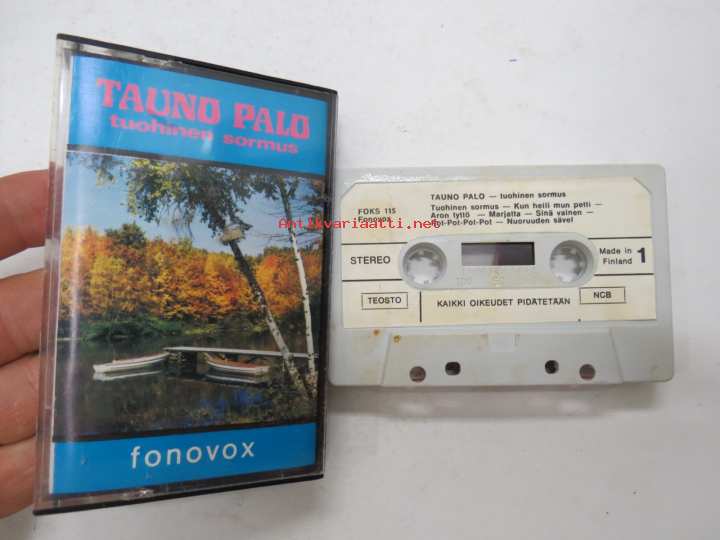 TAUNO PALO
tuohinen sormus
fonovox
Antikvariaatti.net
TAUNO PALO — tuohinen sormus
FOKS 115
Fonovox
Tuohinen sormus — Kun heili mun petti —
Aron tyttö — Marjatta — Sinä vainen —
Pot-Pot-Pot — Nuoruuden sävel
STEREO
Made in
Finland
1
TEOSTO
KAIKKI OIKEUDET PIDÄTETÄÄN
NCB